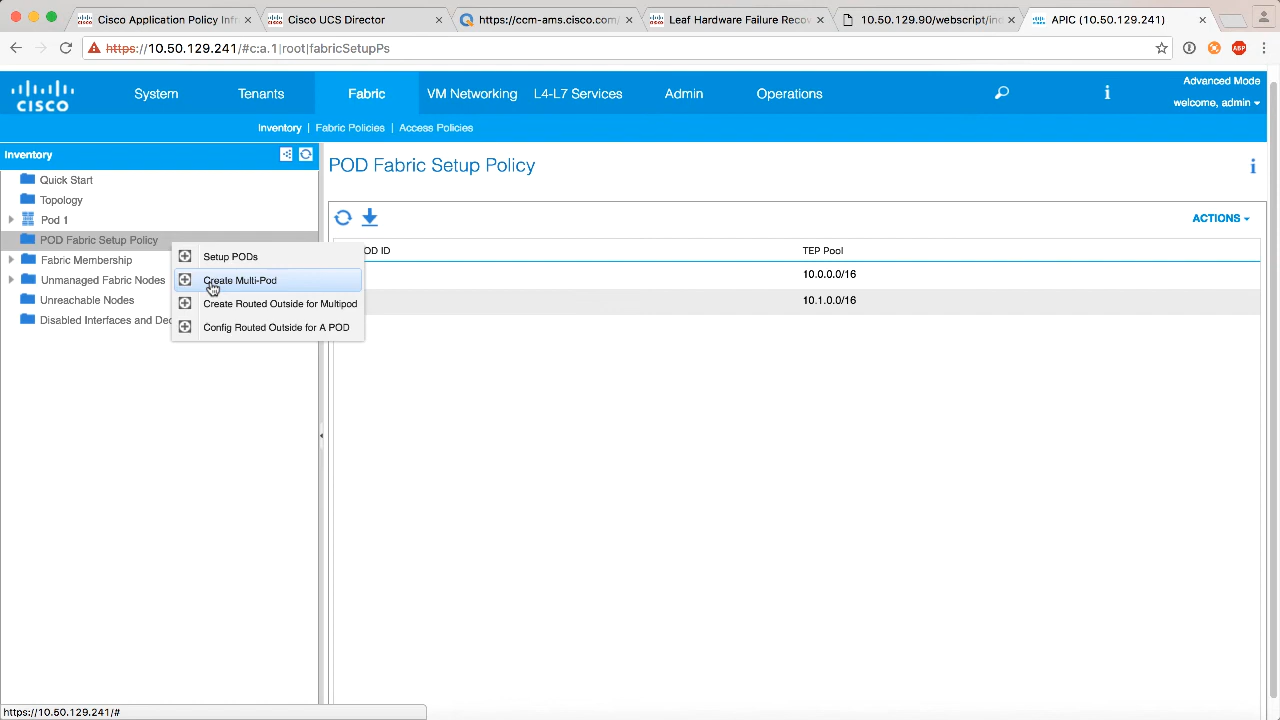 Cisco Application Policy Infr
Cisco UCS Director
https://ccm-ams.cisco.com/
Leaf Hardware Failure - recov
10.50.129.90/webscript/ind
APIC (10.50.129.241)
https://10.50.129.241/#c:a.1|root|fabricSetupPs
ABP
CISCO
System
Tenants
Fabric
VM Networking
L4-L7 Services
Admin
Operations
i
Advanced Mode
welcome, admin
Inventory | Fabric Policies | Access Policies
Inventory
Quick Start
Topology
Pod 1
POD Fabric Setup Policy
Fabric Membership
Unmanaged Fabric Nodes
Unreachable Nodes
Disabled Interfaces and Dec
Setup PODs
Create Multi-Pod
Create Routed Outside for Multipod
Config Routed Outside for A POD
POD Fabric Setup Policy
i
ACTIONS
OD ID
TEP Pool
10.0.0.0/16
10.1.0.0/16
https://10.50.129.241/#